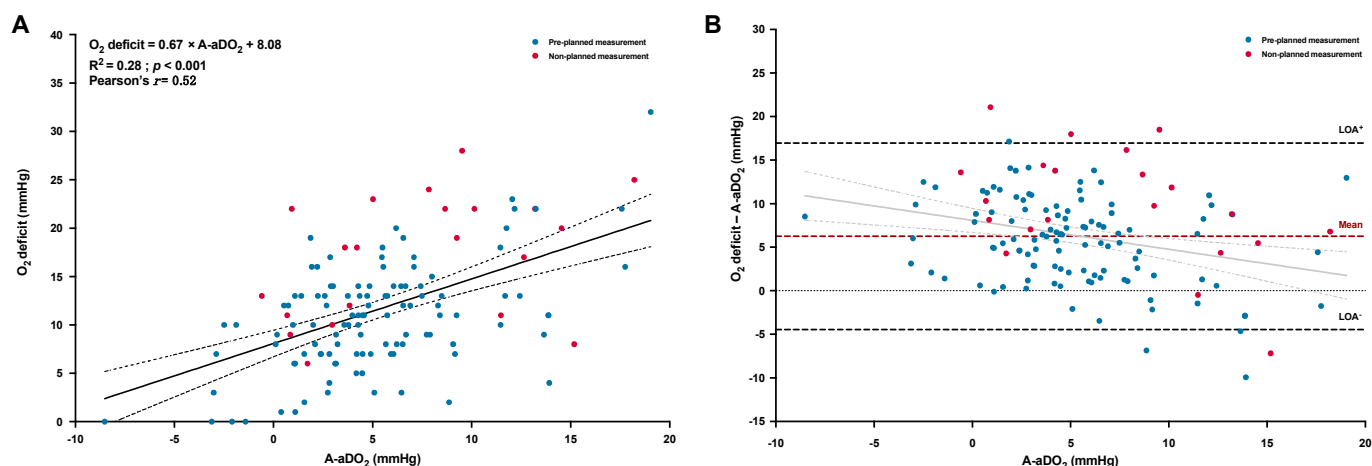 A
O₂ deficit = 0.67 × A-aDO₂ + 8.08
R² = 0.28 ; p < 0.001
Pearson's r = 0.52
Pre-planned measurement
Non-planned measurement
O₂ deficit (mmHg)
40
35
30
25
20
15
10
5
0
-10
-5
0
5
10
15
20
A-aDO₂ (mmHg)
B
Pre-planned measurement
Non-planned measurement
O₂ deficit – A-aDO₂ (mmHg)
30
25
20
15
10
5
0
-5
-10
-15
LOA⁺
Mean
LOA⁻
-10
-5
0
5
10
15
20
A-aDO₂ (mmHg)